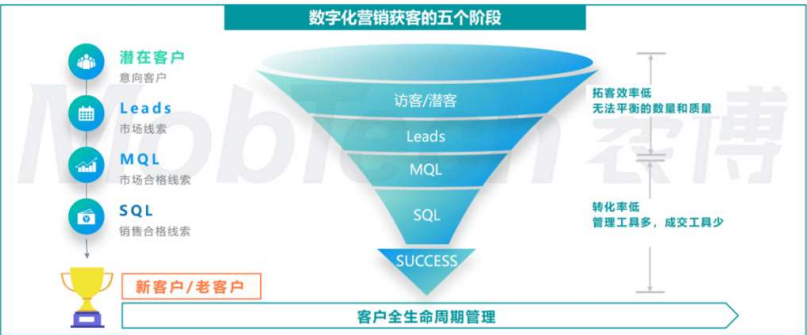 数字化营销获客的五个阶段
潜在客户
意向客户
Leads
市场线索
MQL
市场合格线索
SQL
销售合格线索
新客户/老客户
访客/潜客
Leads
MQL
SQL
SUCCESS
拓客效率低
无法平衡的数量和质量
转化率低
管理工具多，成交工具少
客户全生命周期管理